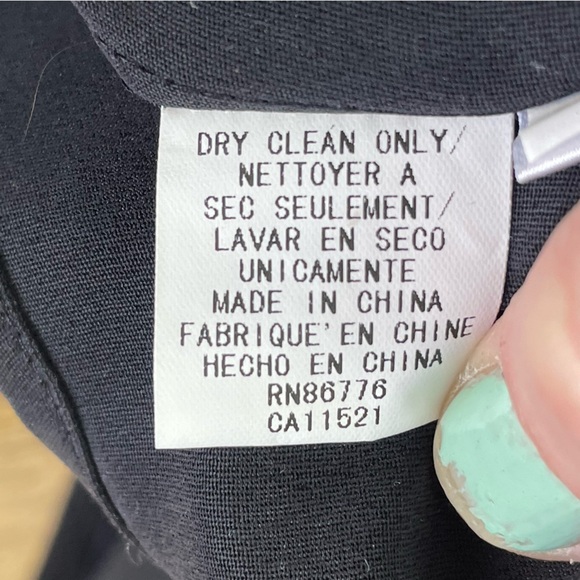 DRY CLEAN ONLY/
NETTOYER A
SEC SEULEMENT/
LAVAR EN SECO
UNICAMENTE
MADE IN CHINA
FABRIQUE' EN CHINE
HECHO EN CHINA
RN86776
CA11521